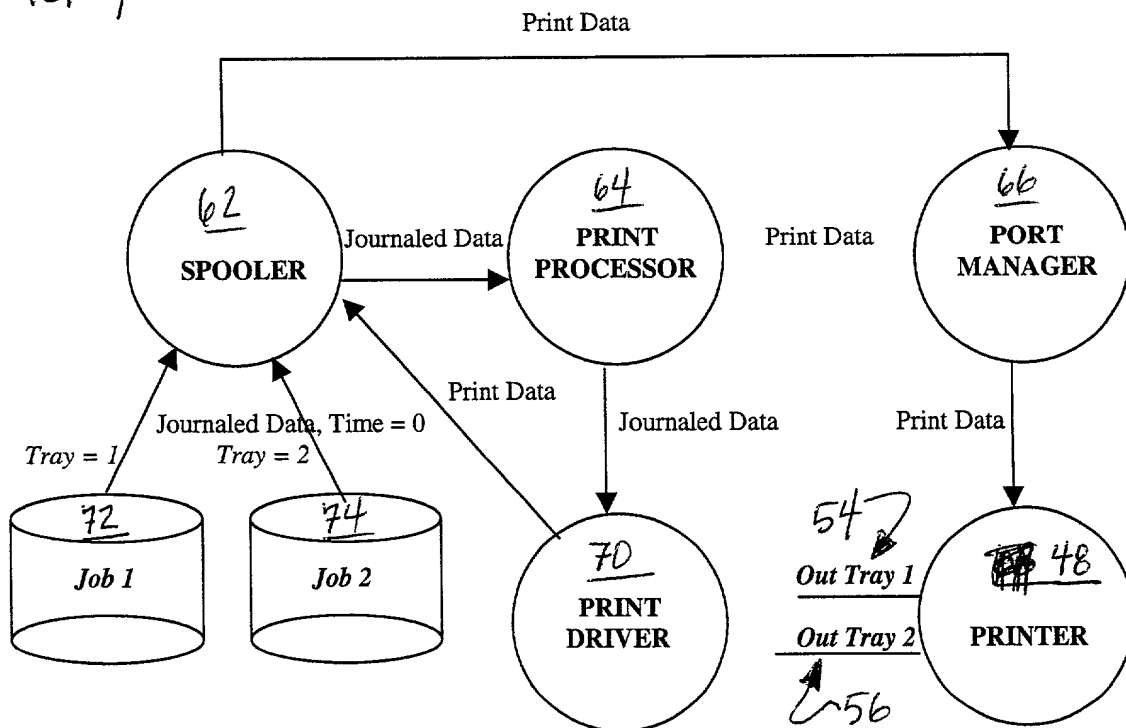 Print Data
62
SPOOLER
Journaled Data
64
PRINT
PROCESSOR
Print Data
66
PORT
MANAGER
Print Data
Journaled Data
Print Data
Journaled Data, Time = 0
Tray = 1
Tray = 2
72
Job 1
74
Job 2
70
PRINT
DRIVER
54
Out Tray 1
Out Tray 2
56
48
PRINTER